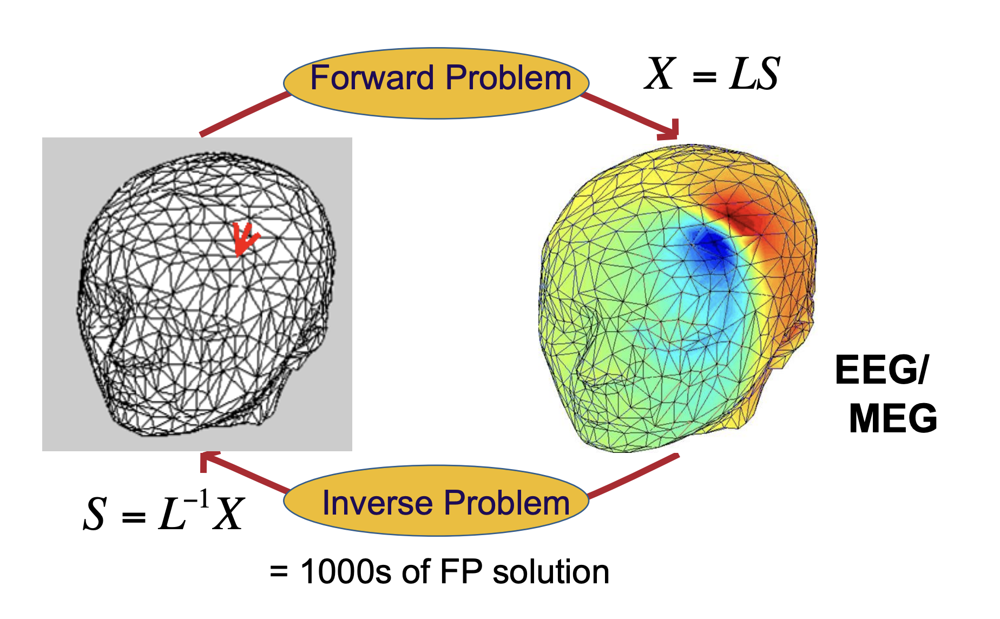 Forward Problem
X = LS
EEG/
MEG
S = L⁻¹X
Inverse Problem
= 1000s of FP solution